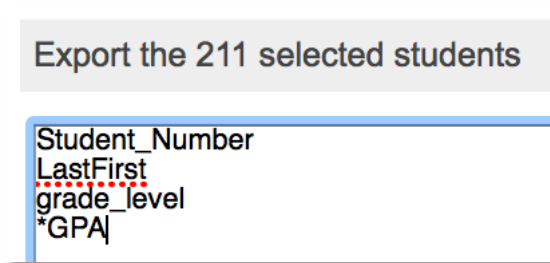 Export the 211 selected students
Student_Number
LastFirst
grade_level
*GPA